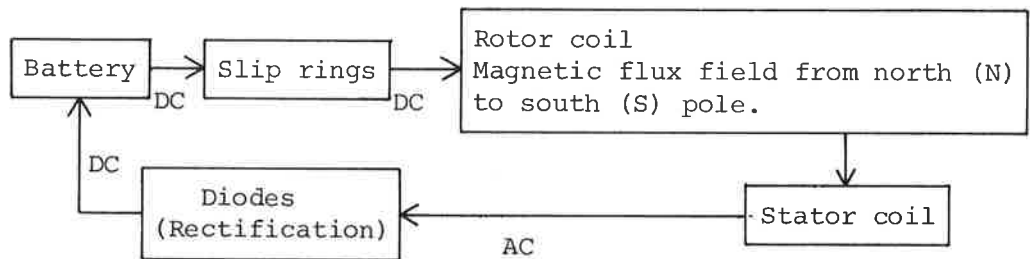 Battery
DC
Slip rings
DC
Rotor coil
Magnetic flux field from north (N)
to south (S) pole.
Stator coil
AC
Diodes
(Rectification)
DC